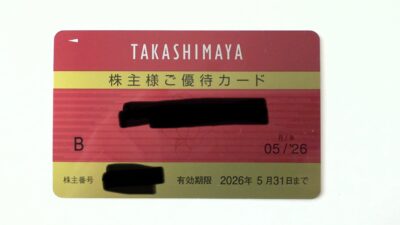 TAKASHIMAYA
株主様ご優待カード
B
05/'26
株主番号
有効期限 2026年5月31日まで